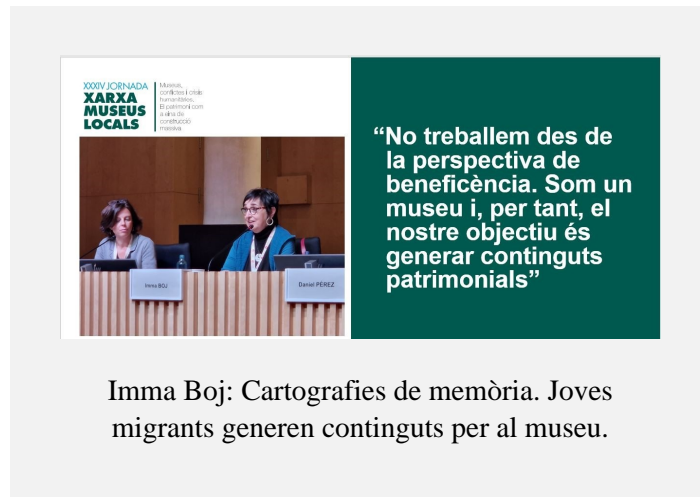 XXXIV JORNADA
XARXA
MUSEUS
LOCALS
Museus,
conflictes i crisis
humanitàries.
El patrimoni com
a eina de
construcció
massiva.
Imma BOJ
Daniel PÉREZ
“No treballem des de
la perspectiva de
beneficència. Som un
museu i, per tant, el
nostre objectiu és
generar continguts
patrimonials”
Imma Boj: Cartografies de memòria. Joves
migrants generen continguts per al museu.